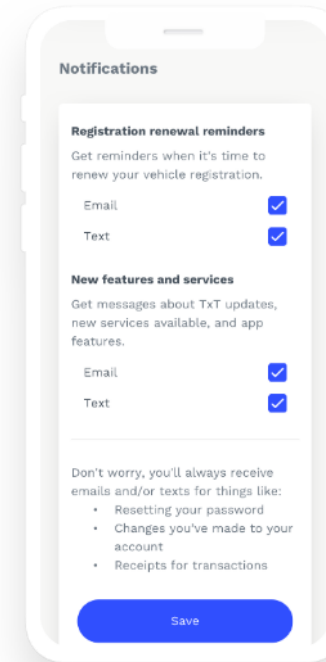 Notifications
Registration renewal reminders
Get reminders when it's time to
renew your vehicle registration.
Email
Text
New features and services
Get messages about TxT updates,
new services available, and app
features.
Email
Text
Don't worry, you'll always receive
emails and/or texts for things like:
• Resetting your password
• Changes you've made to your
account
• Receipts for transactions
Save